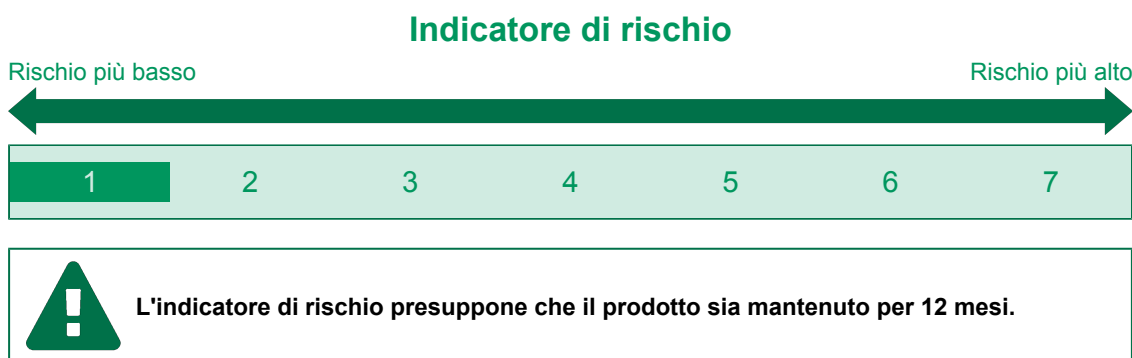 Indicatore di rischio
Rischio più basso Rischio più alto
1 2 3 4 5 6 7
L'indicatore di rischio presuppone che il prodotto sia mantenuto per 12 mesi.